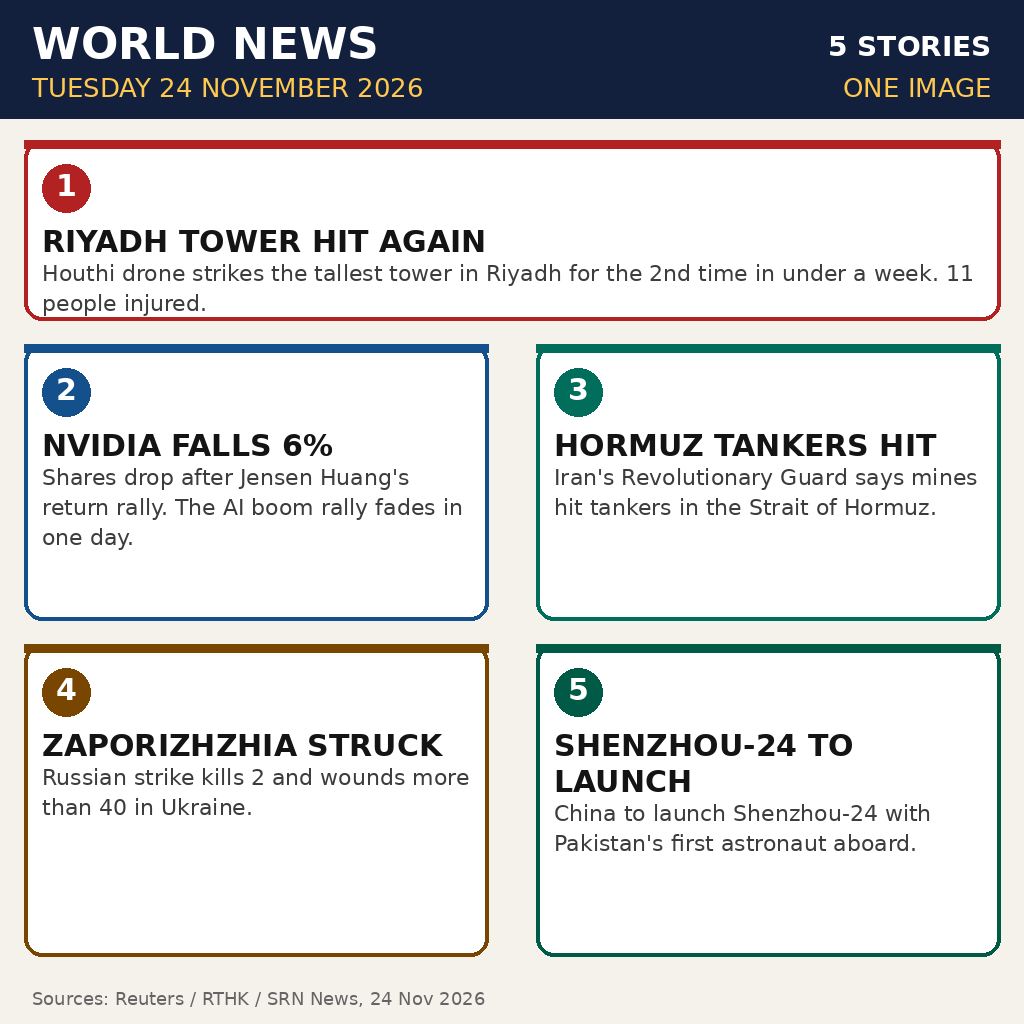 WORLD NEWS
5 STORIES
TUESDAY 24 NOVEMBER 2026
ONE IMAGE
1
RIYADH TOWER HIT AGAIN
Houthi drone strikes the tallest tower in Riyadh for the 2nd time in under a week. 11
people injured.
2
NVIDIA FALLS 6%
Shares drop after Jensen Huang's
return rally. The AI boom rally fades in
one day.
3
HORMUZ TANKERS HIT
Iran's Revolutionary Guard says mines
hit tankers in the Strait of Hormuz.
4
ZAPORIZHZHIA STRUCK
Russian strike kills 2 and wounds more
than 40 in Ukraine.
5
SHENZHOU-24 TO
LAUNCH
China to launch Shenzhou-24 with
Pakistan's first astronaut aboard.
Sources: Reuters / RTHK / SRN News, 24 Nov 2026